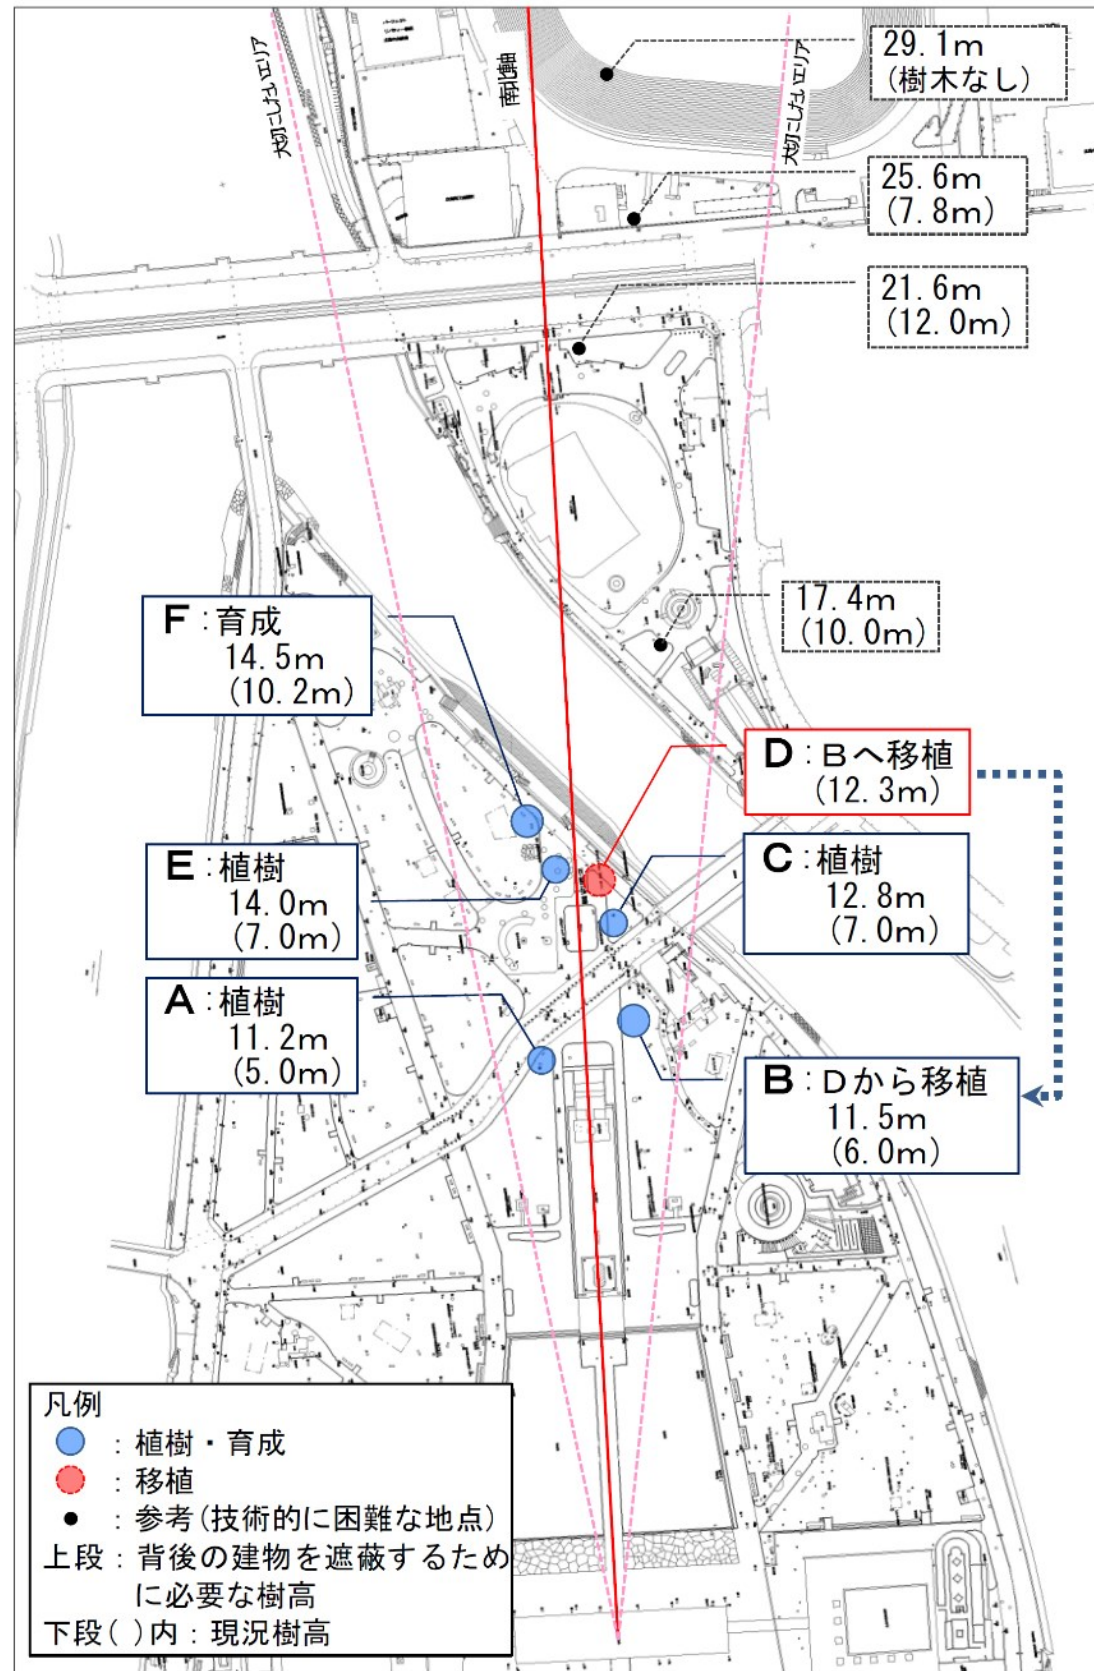 大切にしたいエリア
南北軸
大切にしたいエリア
29.1m
(樹木なし)
25.6m
(7.8m)
21.6m
(12.0m)
17.4m
(10.0m)
F：育成
14.5m
(10.2m)
D：Bへ移植
(12.3m)
E：植樹
14.0m
(7.0m)
C：植樹
12.8m
(7.0m)
A：植樹
11.2m
(5.0m)
B：Dから移植
11.5m
(6.0m)
凡例
：植樹・育成
：移植
：参考(技術的に困難な地点)
上段：背後の建物を遮蔽するため
に必要な樹高
下段( )内：現況樹高